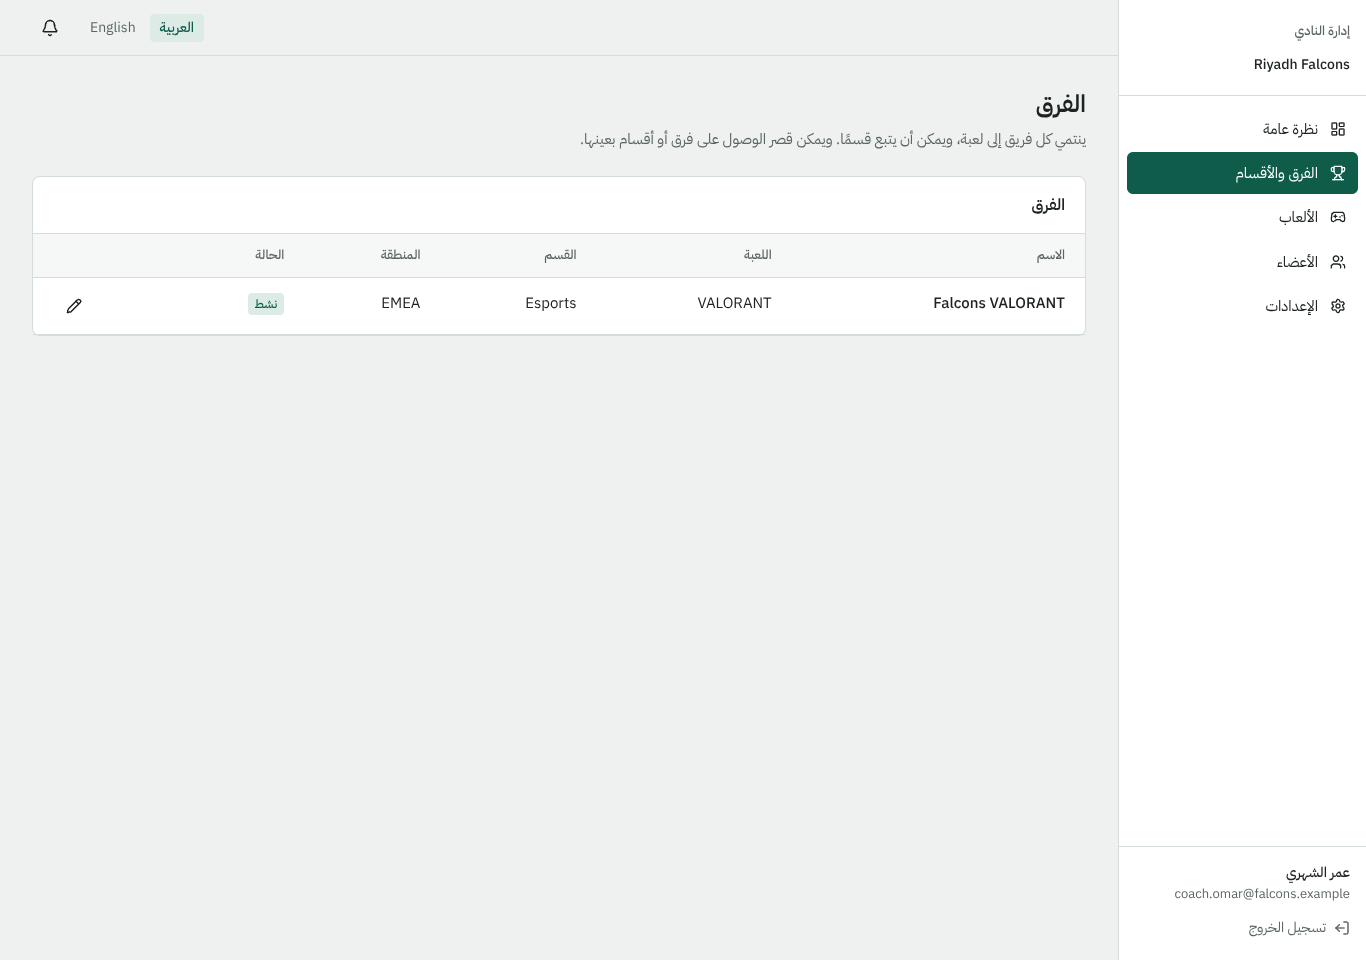 إدارة النادي
Riyadh Falcons
نظرة عامة
الفرق والأقسام
الألعاب
الأعضاء
الإعدادات
عمر الشهري
coach.omar@falcons.example
تسجيل الخروج
العربية English
الفرق
ينتمي كل فريق إلى لعبة، ويمكن أن يتبع قسمًا. ويمكن قصر الوصول على فرق أو أقسام بعينها.
الفرق
الاسم اللعبة القسم المنطقة الحالة
Falcons VALORANT VALORANT Esports EMEA نشط